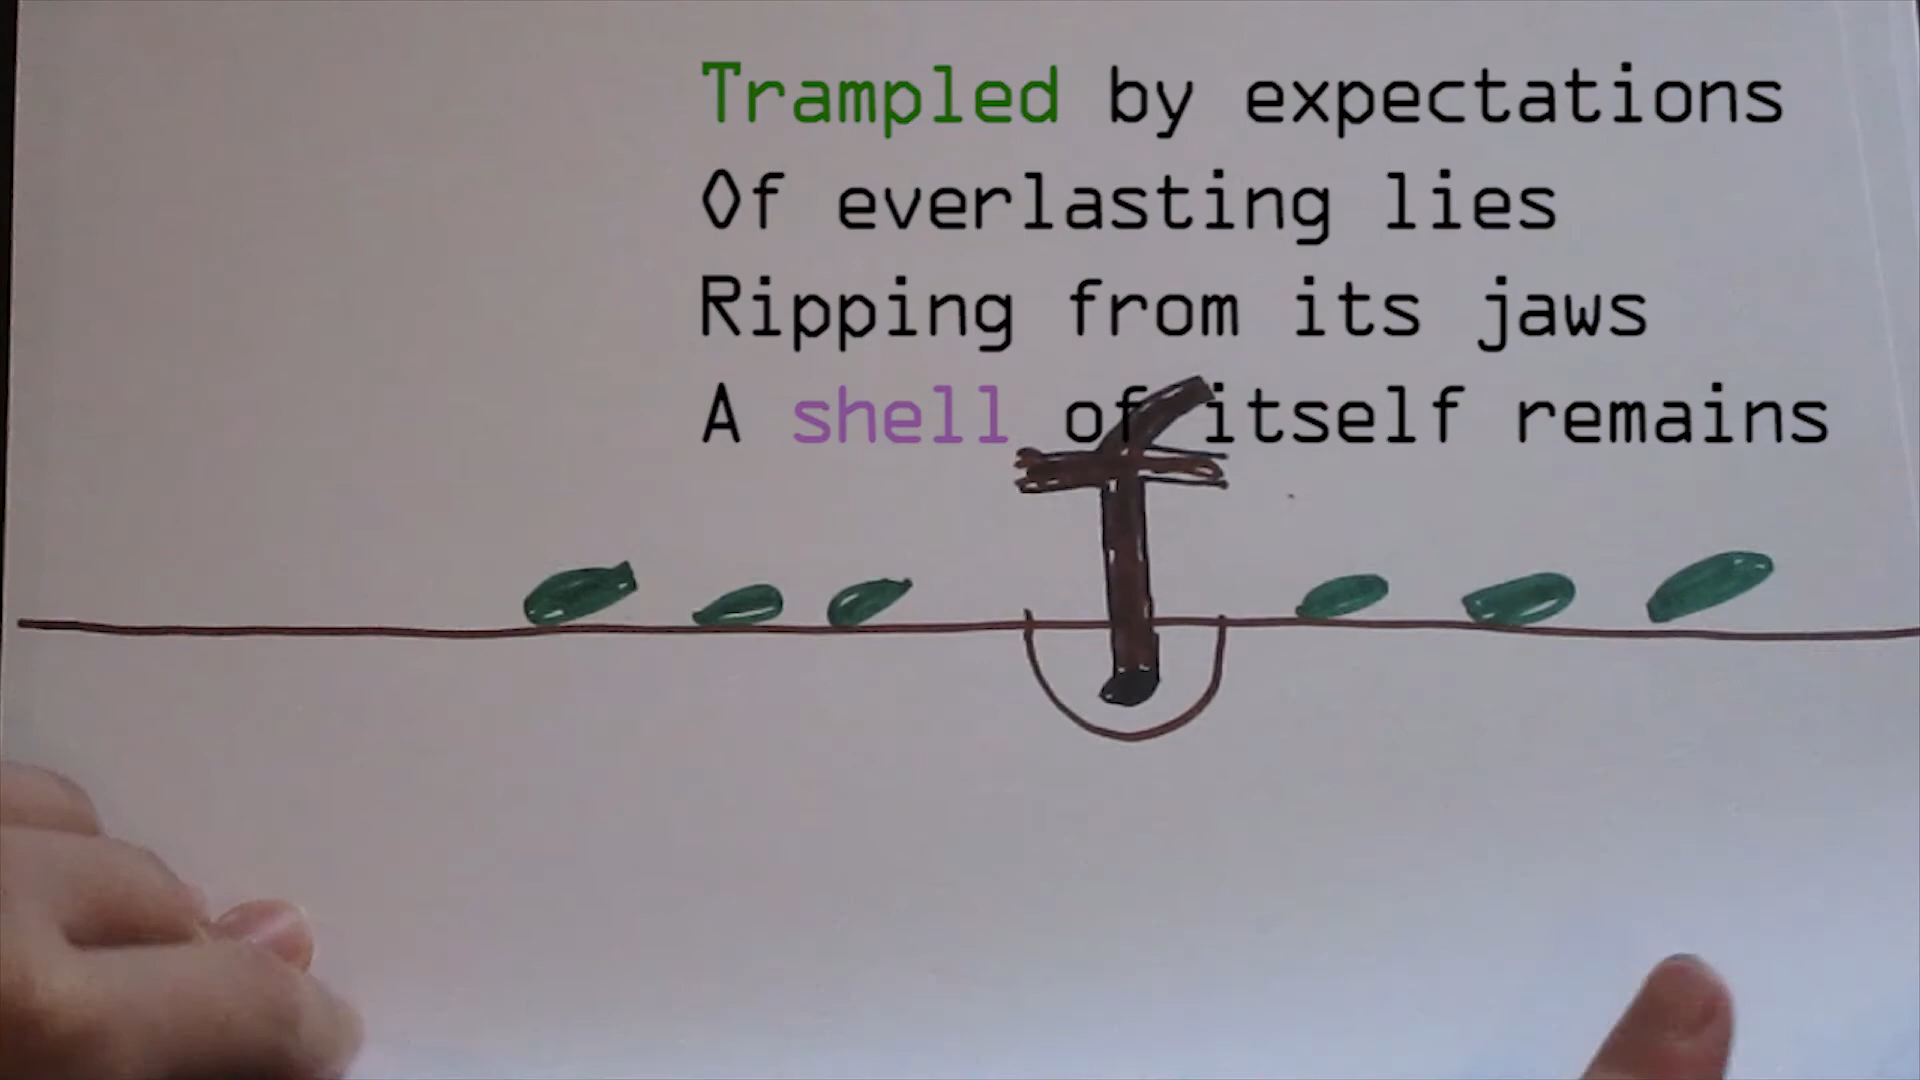 Trampled by expectations
Of everlasting lies
Ripping from its jaws
A shell of itself remains